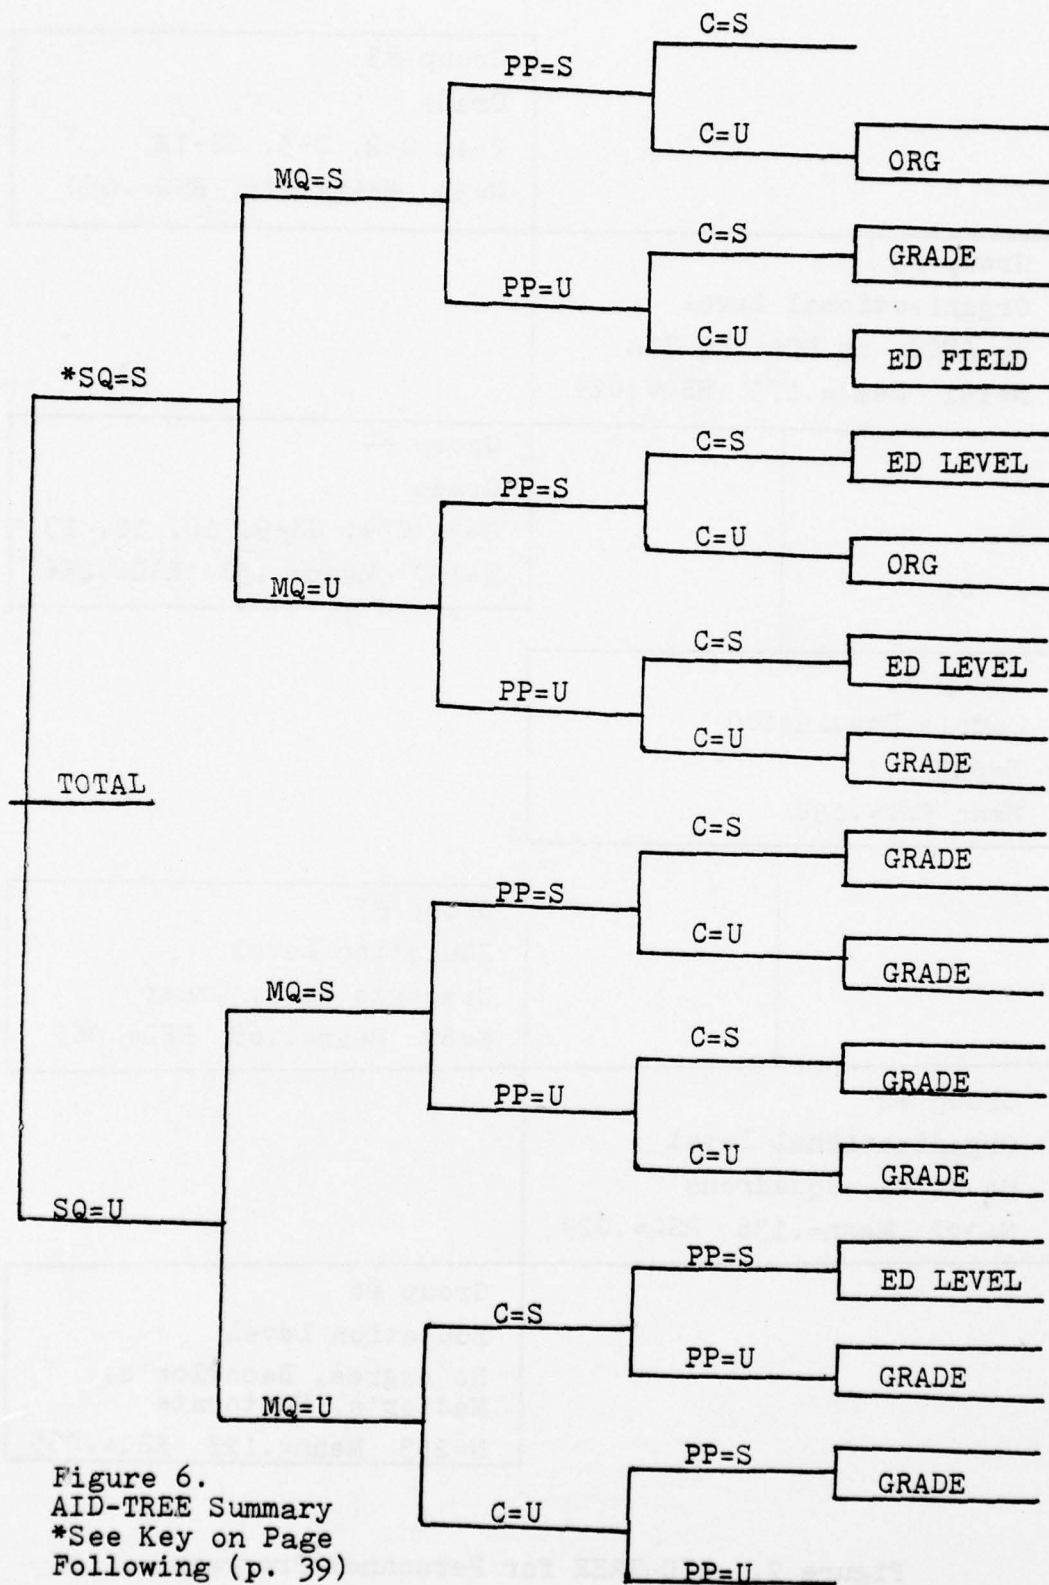 C=S
PP=S
C=U
ORG
MQ=S
C=S
GRADE
PP=U
C=U
ED FIELD
*SQ=S
C=S
ED LEVEL
PP=S
C=U
ORG
MQ=U
C=S
ED LEVEL
PP=U
C=U
GRADE
TOTAL
C=S
GRADE
PP=S
C=U
GRADE
MQ=S
C=S
GRADE
PP=U
C=U
GRADE
SQ=U
PP=S
ED LEVEL
C=S
PP=U
GRADE
MQ=U
PP=S
GRADE
C=U
PP=U
Figure 6.
AID-TREE Summary
*See Key on Page
Following (p. 39)